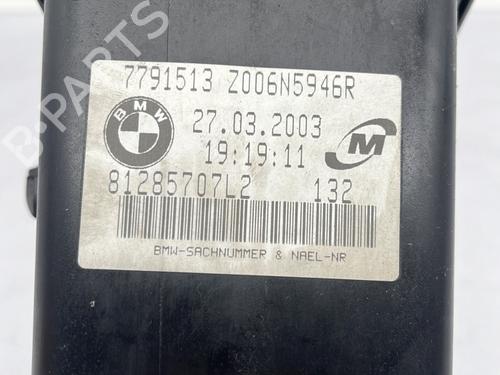 B-PARTS
7791513 Z006N5946R
BMW
27.03.2003
M
19:19:11
81285707L2 132
BMW-SACHNUMMER & NAEL-NR